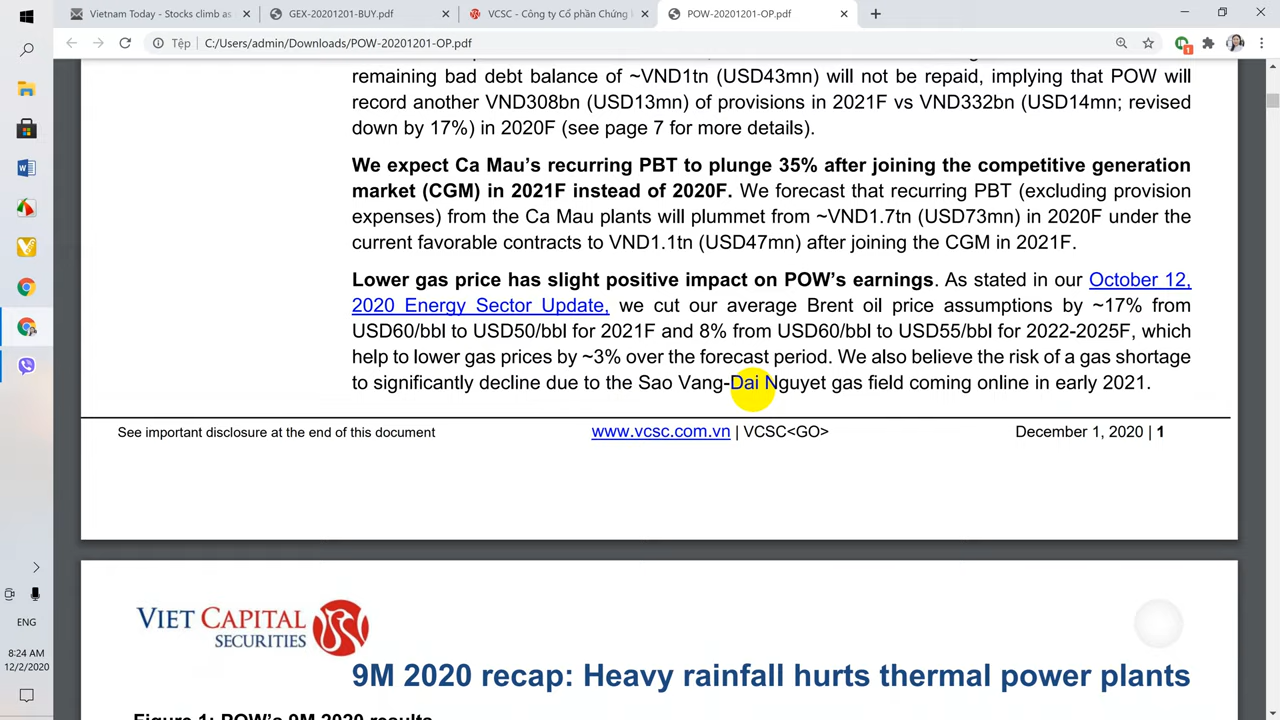 Vietnam Today - Stocks climb as
GEX-20201201-BUY.pdf
VCSC - Công ty Cổ phần Chứng k
POW-20201201-OP.pdf
Tệp
C:/Users/admin/Downloads/POW-20201201-OP.pdf
1
remaining bad debt balance of ~VND1tn (USD43mn) will not be repaid, implying that POW will
record another VND308bn (USD13mn) of provisions in 2021F vs VND332bn (USD14mn; revised
down by 17%) in 2020F (see page 7 for more details).
We expect Ca Mau's recurring PBT to plunge 35% after joining the competitive generation
market (CGM) in 2021F instead of 2020F. We forecast that recurring PBT (excluding provision
expenses) from the Ca Mau plants will plummet from ~VND1.7tn (USD73mn) in 2020F under the
current favorable contracts to VND1.1tn (USD47mn) after joining the CGM in 2021F.
Lower gas price has slight positive impact on POW's earnings. As stated in our October 12,
2020 Energy Sector Update, we cut our average Brent oil price assumptions by ~17% from
USD60/bbl to USD50/bbl for 2021F and 8% from USD60/bbl to USD55/bbl for 2022-2025F, which
help to lower gas prices by ~3% over the forecast period. We also believe the risk of a gas shortage
to significantly decline due to the Sao Vang-Dai Nguyet gas field coming online in early 2021.
See important disclosure at the end of this document
www.vcsc.com.vn | VCSC<GO>
December 1, 2020 | 1
VIET CAPITAL
SECURITIES
9M 2020 recap: Heavy rainfall hurts thermal power plants
Figure 1: POW's 9M 2020 results
ENG
8:24 AM
12/2/2020